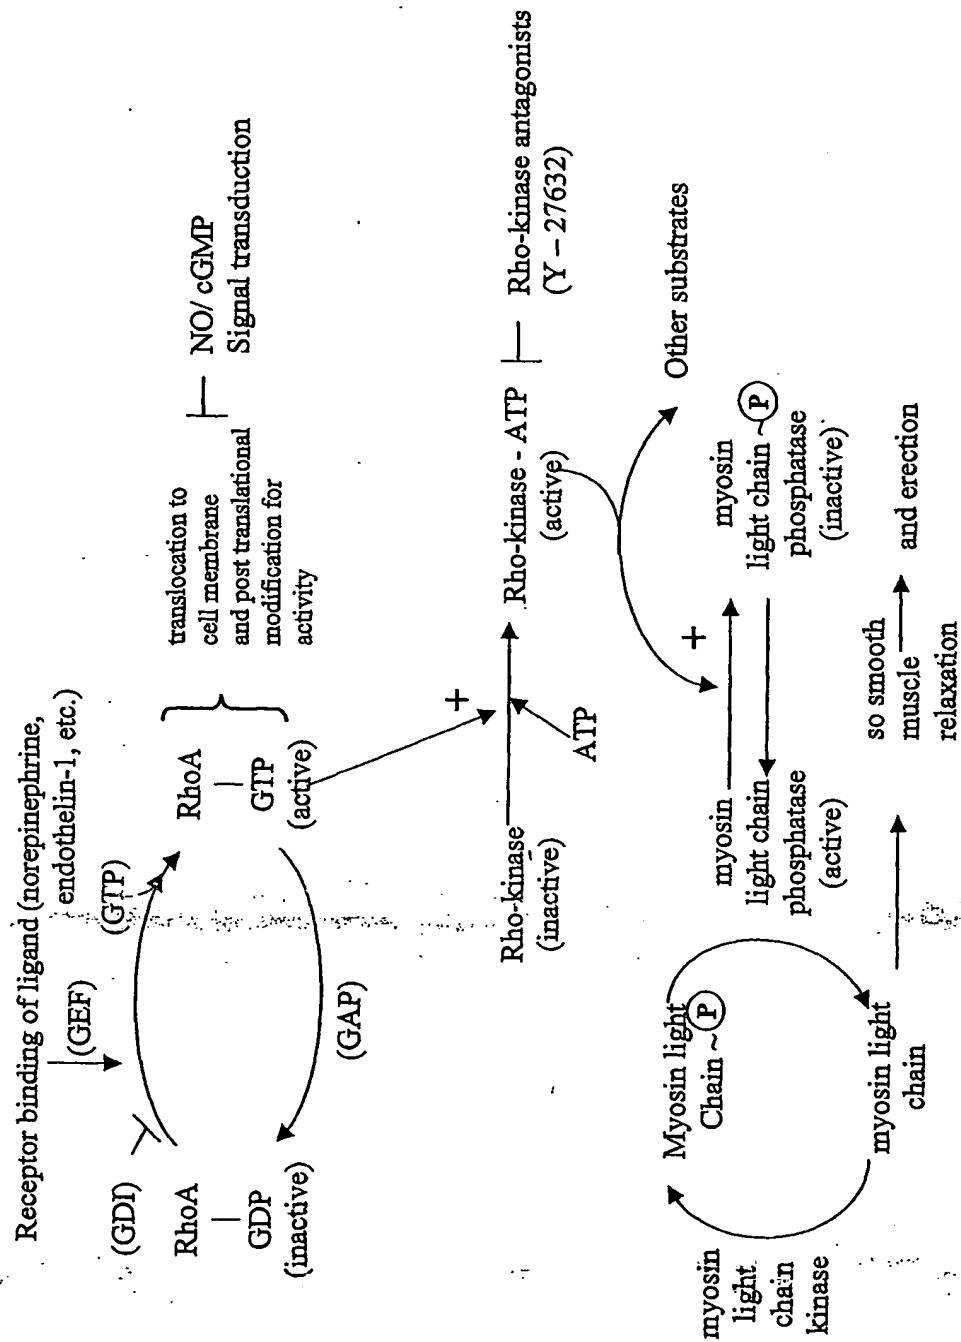 Receptor binding of ligand (norepinephrine,
endothelin-1, etc.)
(GEF)
(GTP)
(GDI)
RhoA
GDP
(inactive)
(GAP)
RhoA
GTP
(active)
translocation to
cell membrane
and post translational
modification for
activity
NO/ cGMP
Signal transduction
+
Rho-kinase
(inactive)
ATP
Rho-kinase - ATP
(active)
Rho-kinase antagonists
(Y – 27632)
Other substrates
+
myosin
light chain
phosphatase
(active)
myosin
light chain ~ P
phosphatase
(inactive)
Myosin light
Chain ~ P
myosin
light
chain
kinase
myosin light
chain
so smooth
muscle
relaxation
and erection